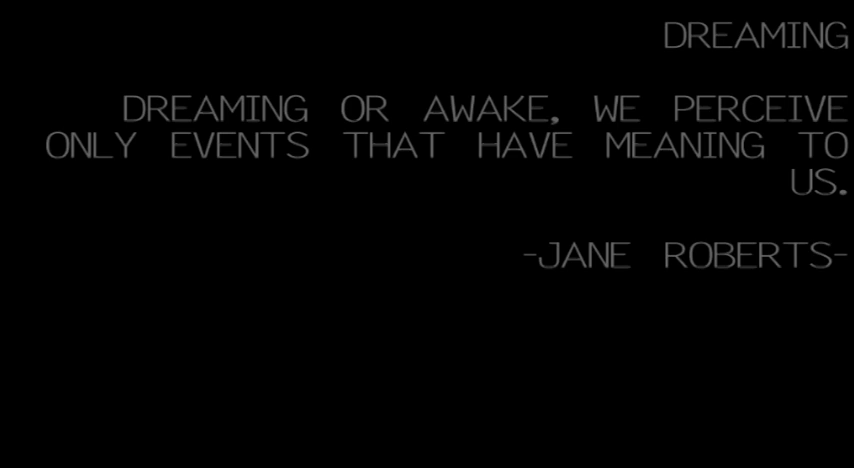 DREAMING
DREAMING OR AWAKE, WE PERCEIVE
ONLY EVENTS THAT HAVE MEANING TO
US.
-JANE ROBERTS-